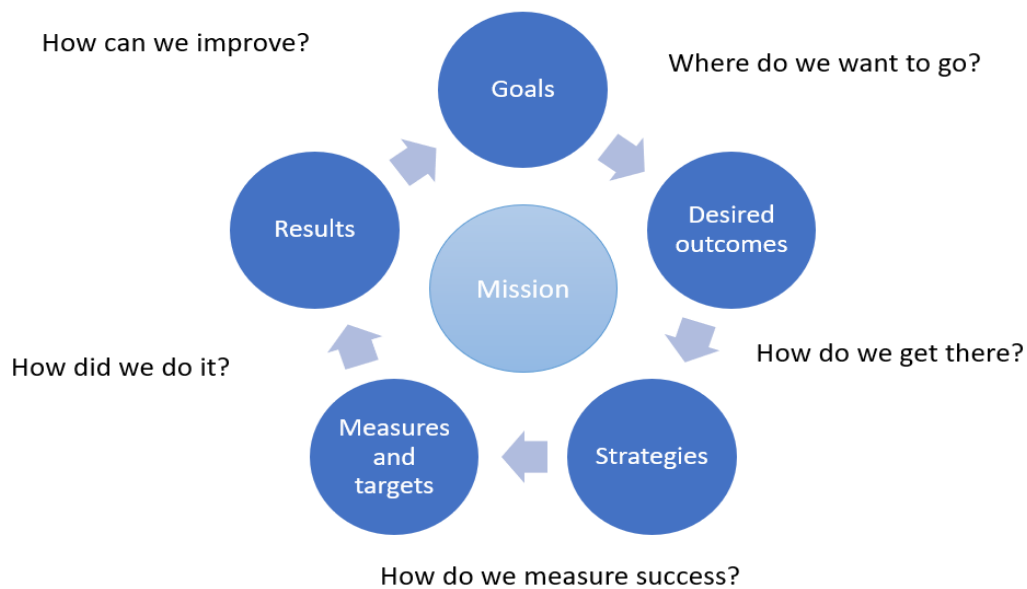 How can we improve?
Goals
Where do we want to go?
Results
Desired
outcomes
Mission
How did we do it?
How do we get there?
Measures
and
targets
Strategies
How do we measure success?